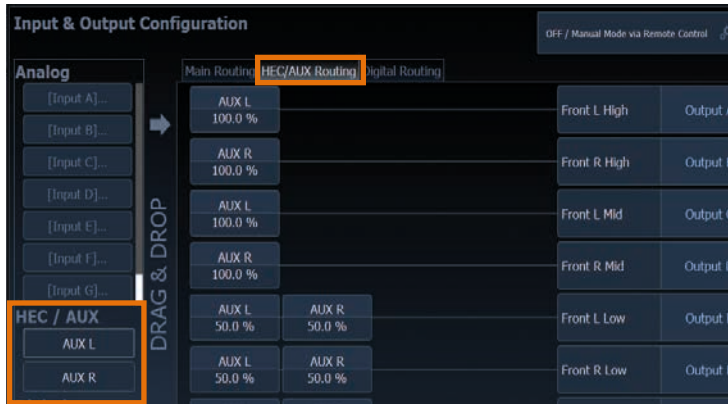 Input & Output Configuration
OFF / Manual Mode via Remote Control
Analog
Main Routing HEC/AUX Routing Digital Routing
[Input A]...
[Input B]...
[Input C]...
[Input D]...
[Input E]...
[Input F]...
[Input G]...
HEC / AUX
AUX L
AUX R
DRAG & DROP
AUX L
100.0 %
Front L High
Output
AUX R
100.0 %
Front R High
Output
AUX L
100.0 %
Front L Mid
Output
AUX R
100.0 %
Front R Mid
Output
AUX L
50.0 %
AUX R
50.0 %
Front L Low
Output
AUX L
50.0 %
AUX R
50.0 %
Front R Low
Output